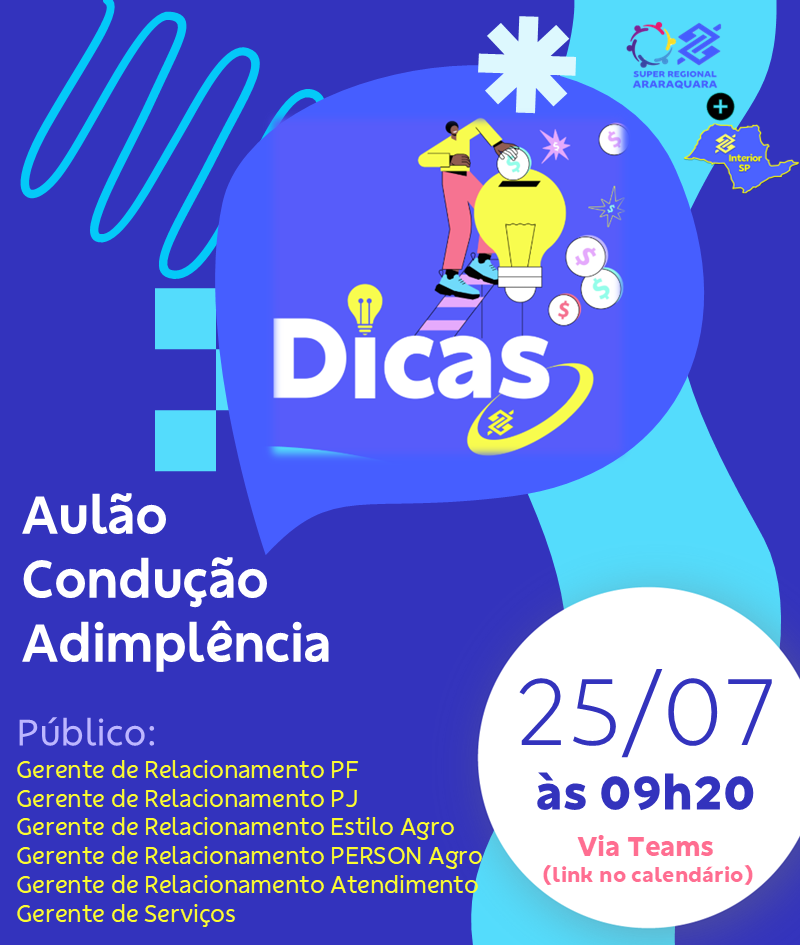 SUPER REGIONAL
ARARAQUARA
Interior
SP
Dicas
Aulão
Condução
Adimplência
Público:
Gerente de Relacionamento PF
Gerente de Relacionamento PJ
Gerente de Relacionamento Estilo Agro
Gerente de Relacionamento PERSON Agro
Gerente de Relacionamento Atendimento
Gerente de Serviços
25/07
às 09h20
Via Teams
(link no calendário)